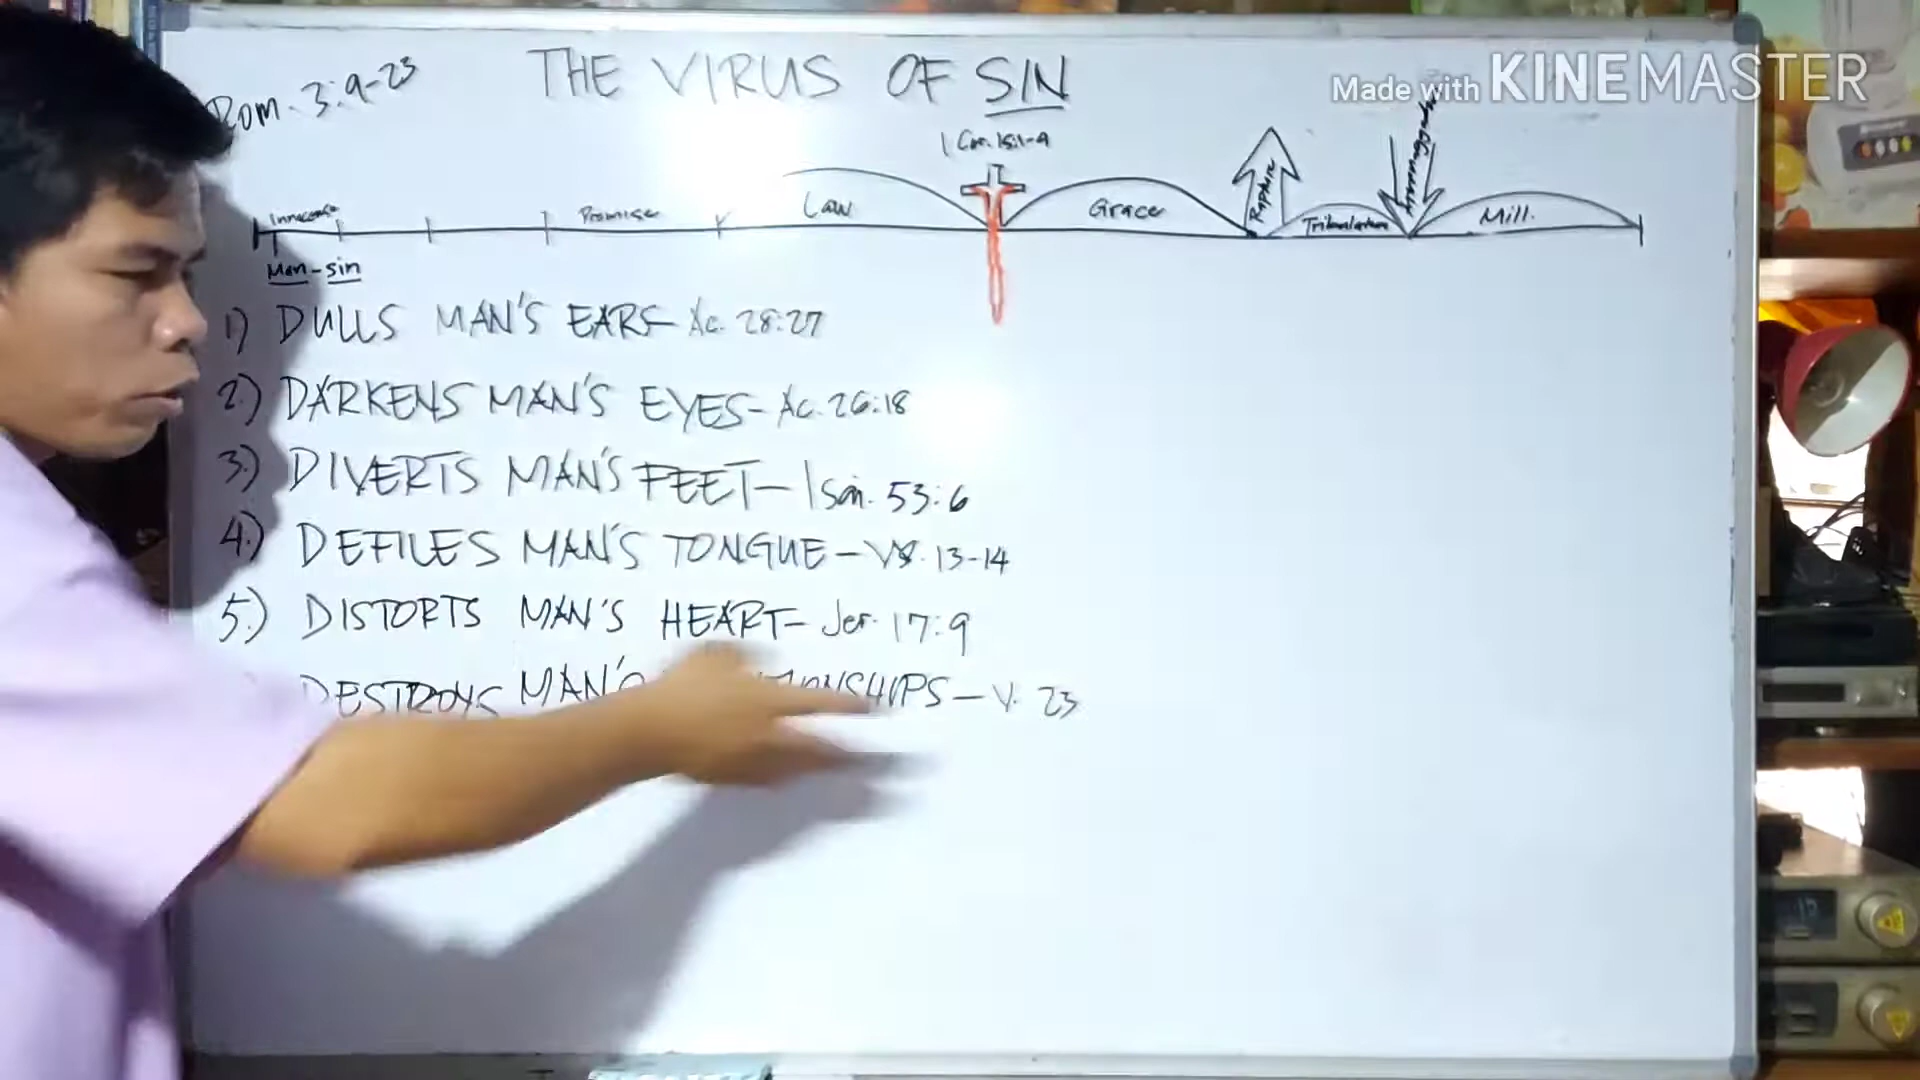 Made with KINEMASTER
THE VIRUS OF SIN
Rom. 3:9-23
1 Cor. 15:1-4
Innocense
Promise
Law
Grace
Rapture
Tribulation
Mill.
Man - sin
1) DULLS MAN'S EARS - Ac. 28:27
2.) DARKENS MAN'S EYES - Ac. 26:18
3.) DIVERTS MAN'S FEET - Isai. 53:6
4.) DEFILES MAN'S TONGUE - VS. 13-14
5.) DISTORTS MAN'S HEART - Jer. 17:9
DESTROYS MAN'S TIONSHIPS - V. 23